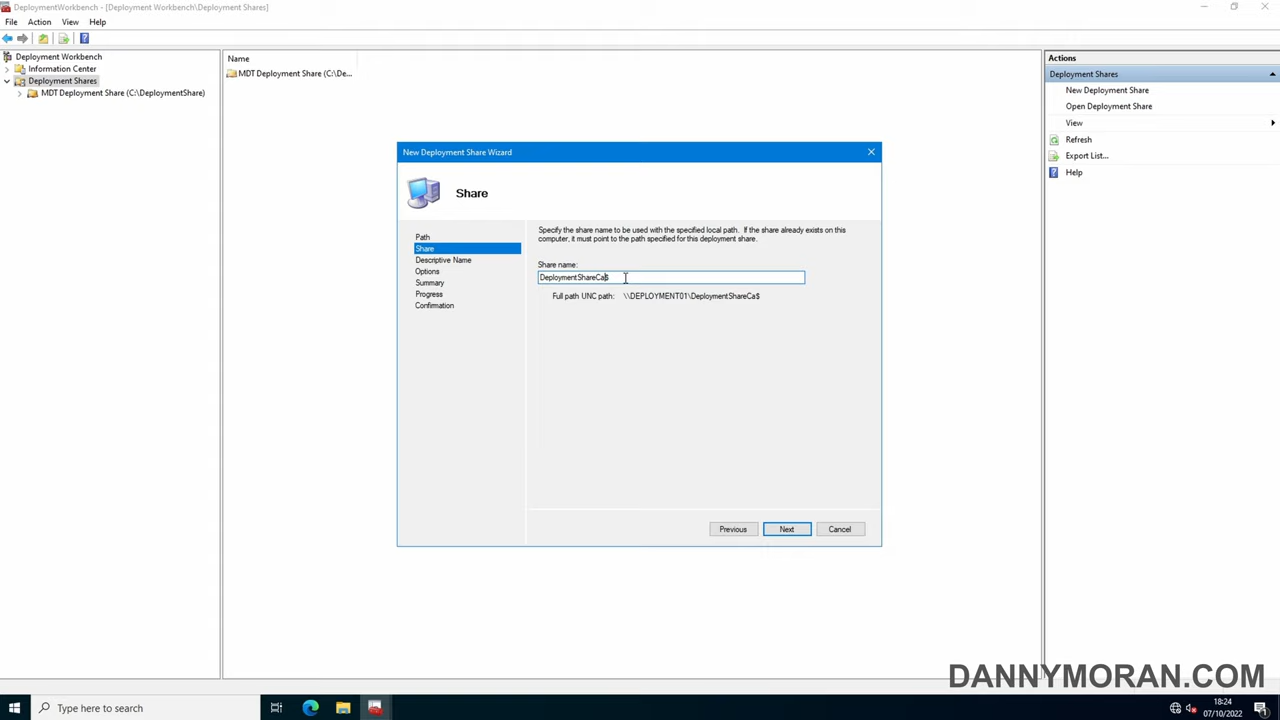 DeploymentWorkbench - [Deployment Workbench\Deployment Shares]
File Action View Help
Deployment Workbench
Information Center
Deployment Shares
MDT Deployment Share (C:\DeploymentShare)
Name
MDT Deployment Share (C:\De...
Actions
Deployment Shares
New Deployment Share
Open Deployment Share
View
Refresh
Export List...
Help
New Deployment Share Wizard
Share
Path
Share
Descriptive Name
Options
Summary
Progress
Confirmation
Specify the share name to be used with the specified local path. If the share already exists on this
computer, it must point to the path specified for this deployment share.
Share name:
DeploymentShareCa$
Full path UNC path: \\DEPLOYMENT01\DeploymentShareCa$
Previous Next Cancel
DANNYMORAN.COM
Type here to search
18:24
07/10/2022
1